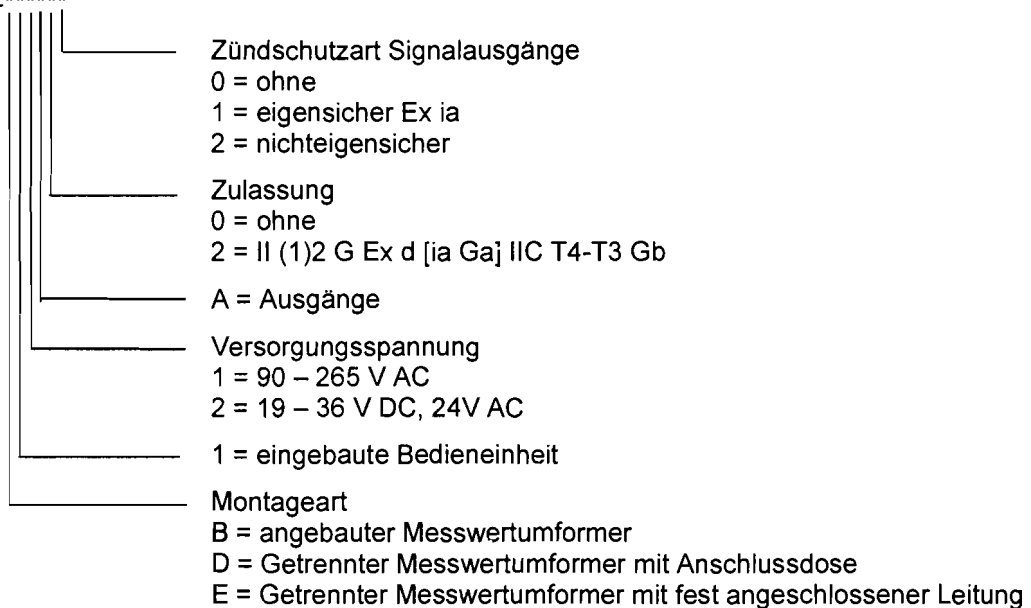 Zündschutzart Signalausgänge
0 = ohne
1 = eigensicher Ex ia
2 = nichteigensicher
Zulassung
0 = ohne
2 = II (1)2 G Ex d [ia Ga] IIC T4-T3 Gb
A = Ausgänge
Versorgungsspannung
1 = 90 – 265 V AC
2 = 19 – 36 V DC, 24V AC
1 = eingebaute Bedieneinheit
Montageart
B = angebauter Messwertumformer
D = Getrennter Messwertumformer mit Anschlussdose
E = Getrennter Messwertumformer mit fest angeschlossener Leitung